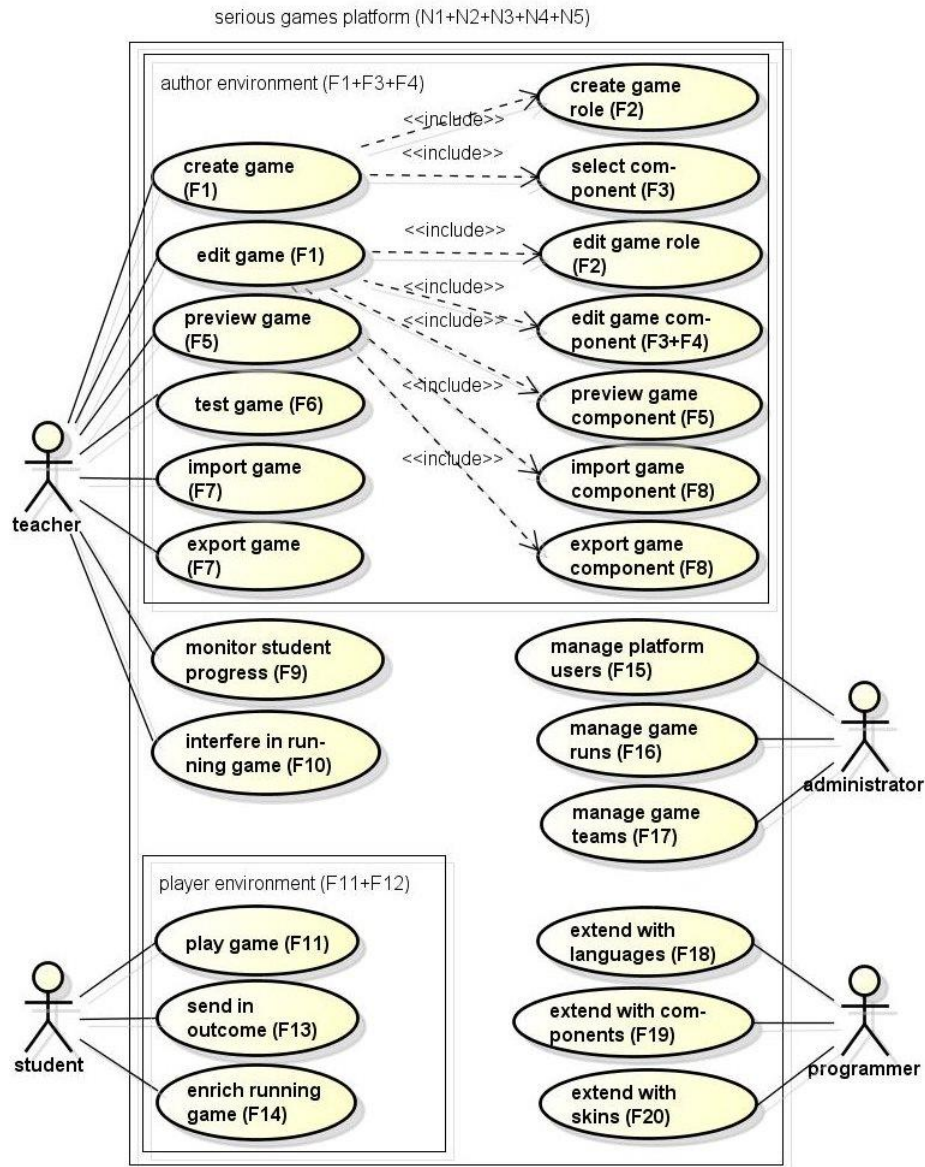 serious games platform (N1+N2+N3+N4+N5)
author environment (F1+F3+F4)
create game
role (F2)
<<include>>
create game
(F1)
<<include>>
select com-
ponent (F3)
edit game (F1)
<<include>>
edit game role
(F2)
<<include>>
preview game
(F5)
<<include>>
edit game com-
ponent (F3+F4)
test game (F6)
<<include>>
preview game
component (F5)
import game
(F7)
<<include>>
import game
component (F8)
export game
(F7)
export game
component (F8)
teacher
monitor student
progress (F9)
interfere in run-
ning game (F10)
manage platform
users (F15)
manage game
runs (F16)
manage game
teams (F17)
administrator
player environment (F11+F12)
play game (F11)
send in
outcome (F13)
enrich running
game (F14)
student
extend with
languages (F18)
extend with com-
ponents (F19)
extend with
skins (F20)
programmer